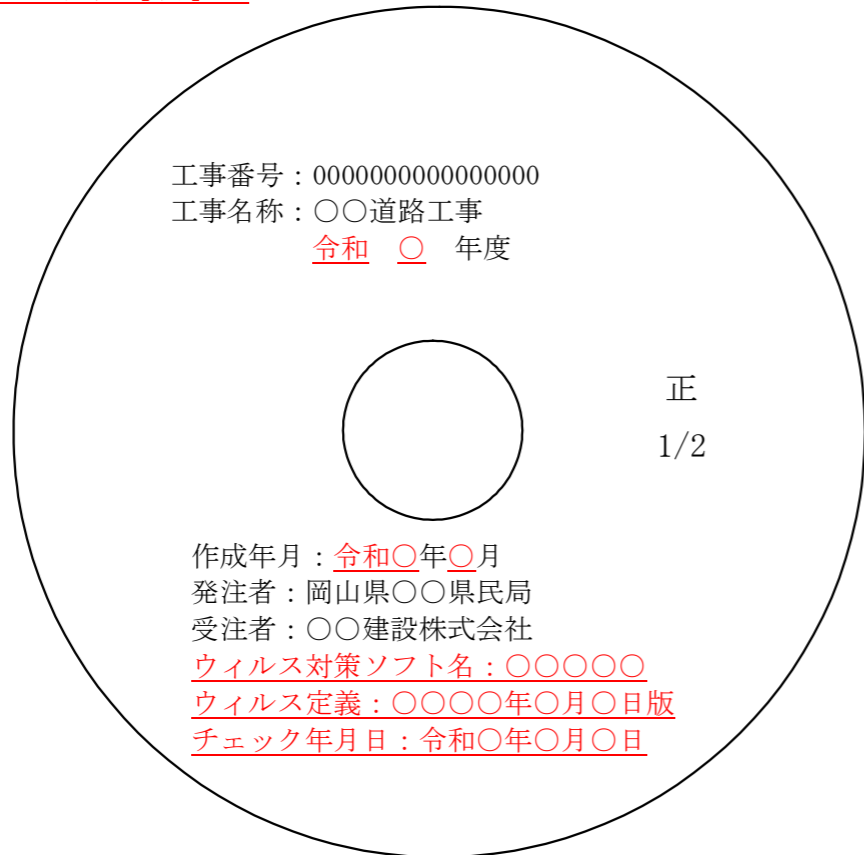 工事番号：0000000000000000
工事名称：〇〇道路工事
令和　〇　年度
正
1/2
作成年月：令和〇年〇月
発注者：岡山県〇〇県民局
受注者：〇〇建設株式会社
ウィルス対策ソフト名：〇〇〇〇〇
ウィルス定義：〇〇〇〇年〇月〇日版
チェック年月日：令和〇年〇月〇日